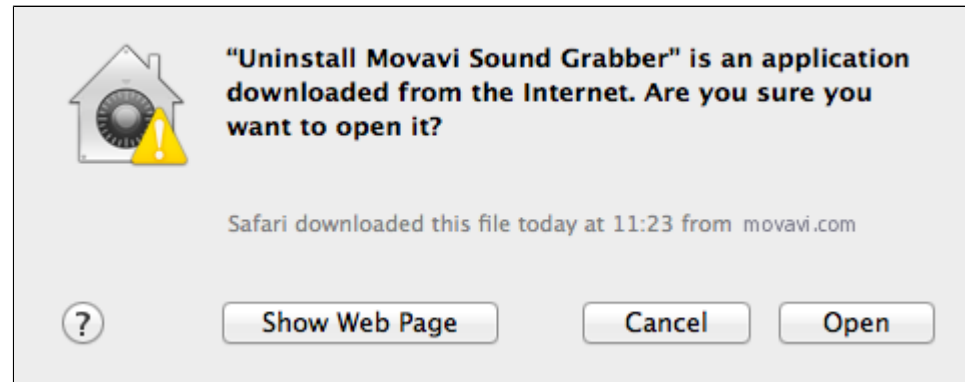 “Uninstall Movavi Sound Grabber” is an application
downloaded from the Internet. Are you sure you
want to open it?
Safari downloaded this file today at 11:23 from movavi.com
?
Show Web Page
Cancel
Open